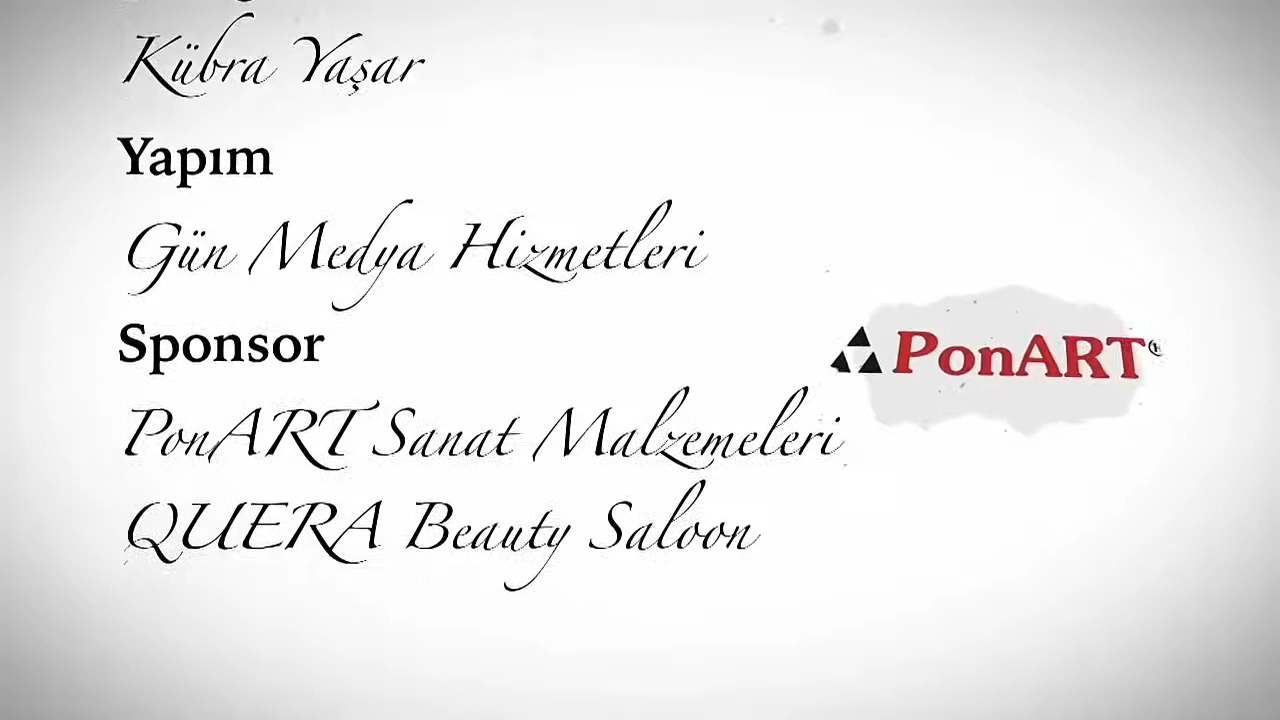 Kübra Yaşar
Yapım
Gün Medya Hizmetleri
Sponsor
PonART®
PonART Sanat Malzemeleri
QUERA Beauty Saloon